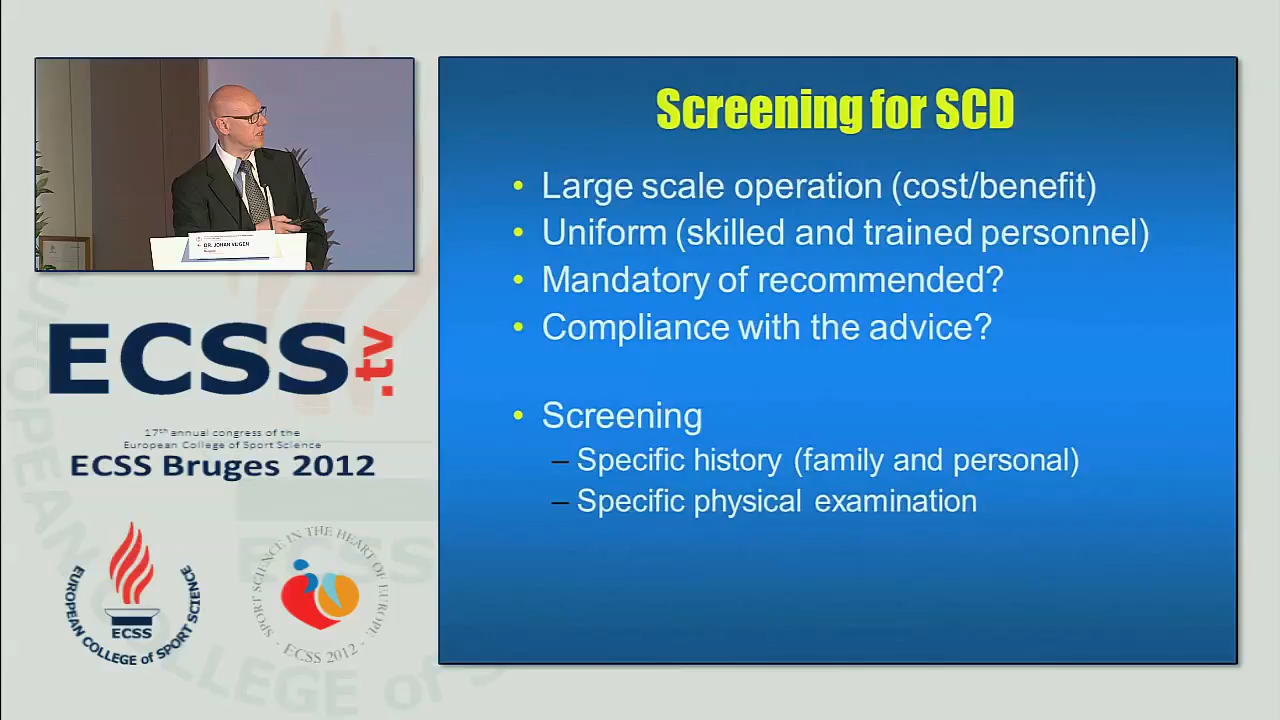 Screening for SCD
• Large scale operation (cost/benefit)
• Uniform (skilled and trained personnel)
• Mandatory of recommended?
• Compliance with the advice?
• Screening
– Specific history (family and personal)
– Specific physical examination
ECSS.tv
17th annual congress of the
European College of Sport Science
ECSS Bruges 2012
EUROPEAN COLLEGE of SPORT SCIENCE
ECSS
SPORT SCIENCE IN THE HEART OF EUROPE
- ECSS 2012 -